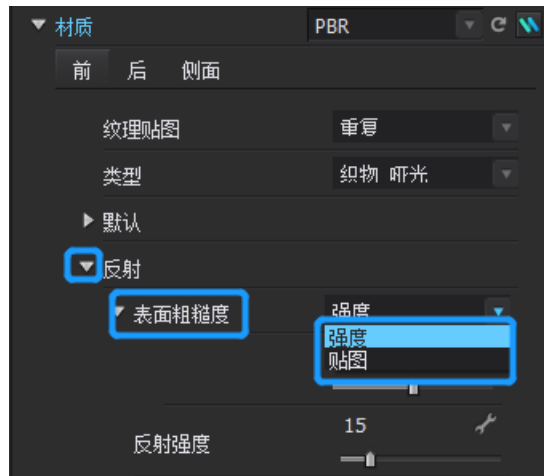 材质 PBR
前 后 侧面
纹理贴图 重复
类型 织物 哑光
默认
反射
表面粗糙度 强度
强度
贴图
15
反射强度